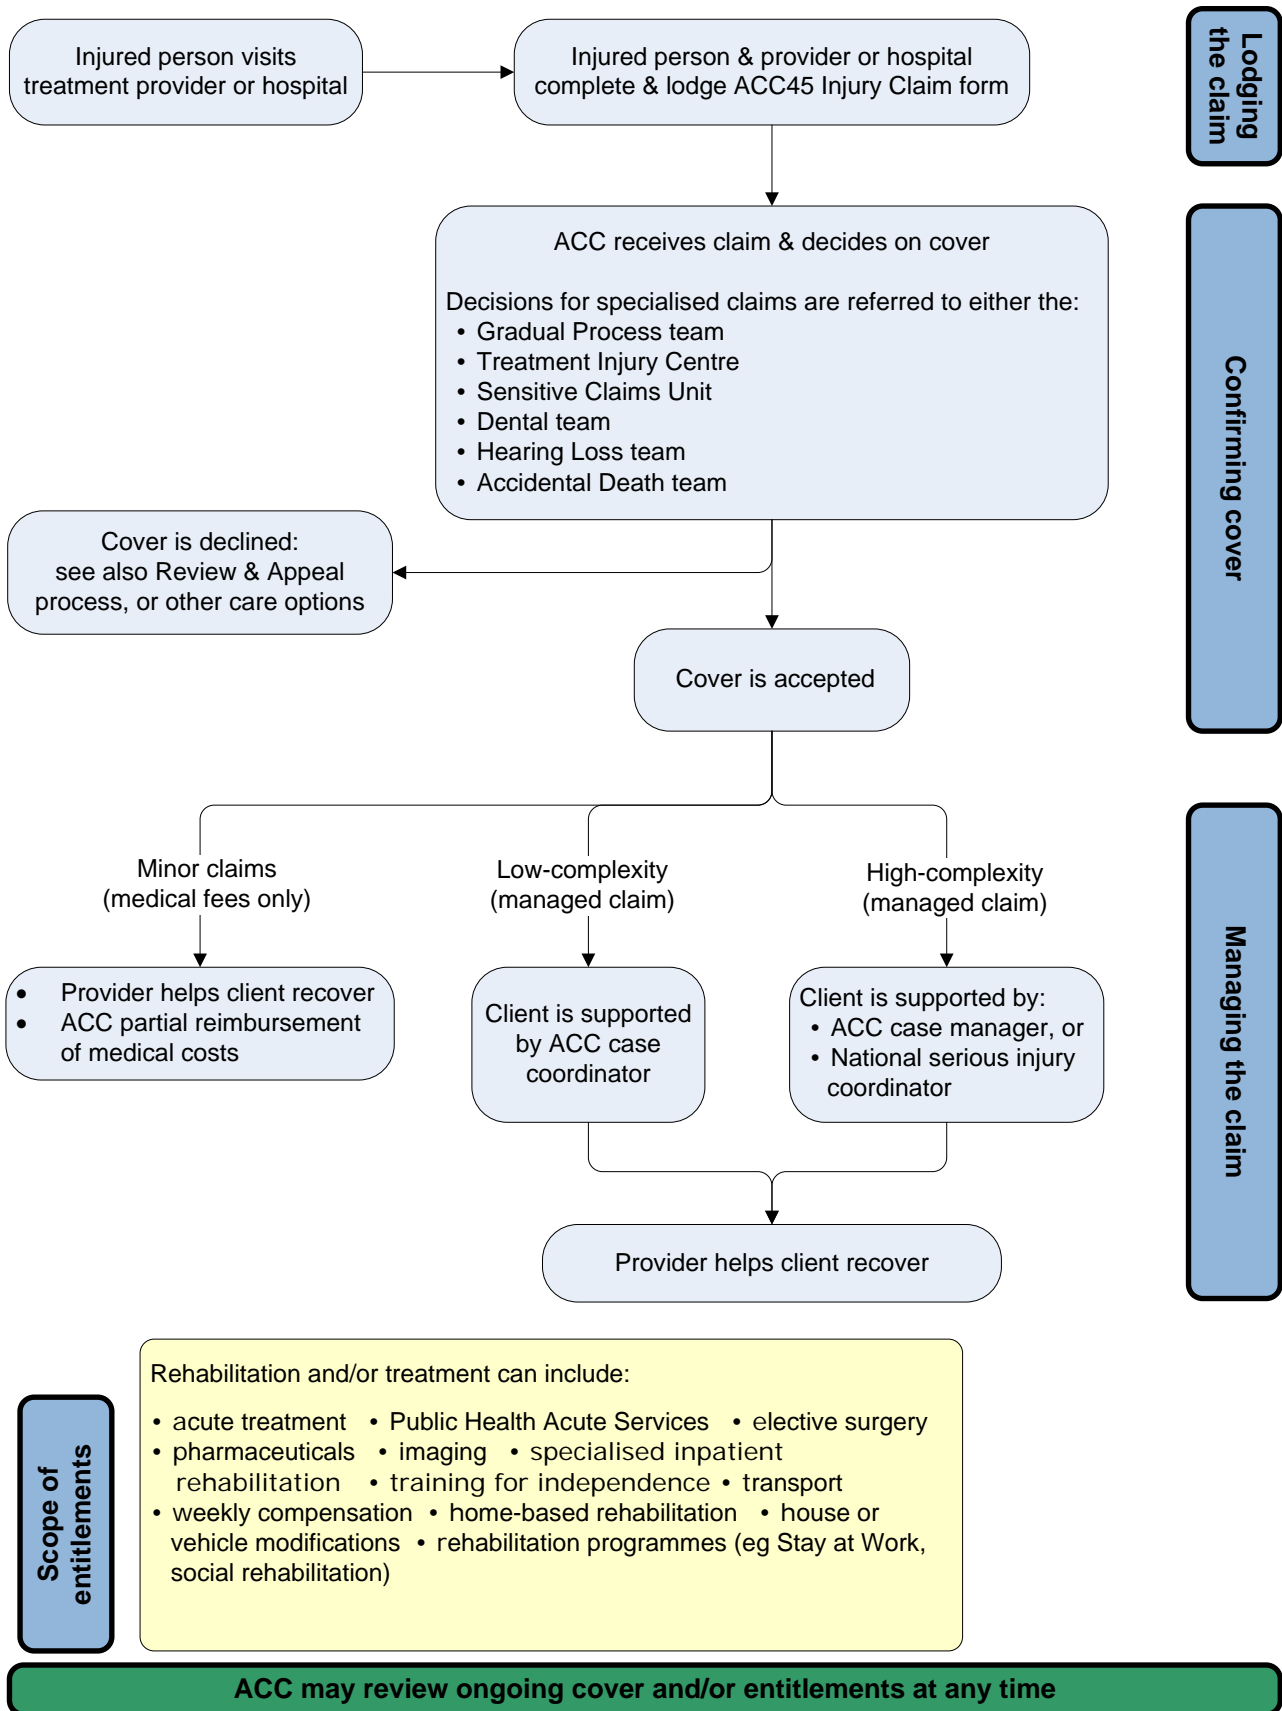 Injured person visits
treatment provider or hospital
Injured person & provider or hospital
complete & lodge ACC45 Injury Claim form
Lodging
the claim
ACC receives claim & decides on cover
Decisions for specialised claims are referred to either the:
• Gradual Process team
• Treatment Injury Centre
• Sensitive Claims Unit
• Dental team
• Hearing Loss team
• Accidental Death team
Confirming cover
Cover is declined:
see also Review & Appeal
process, or other care options
Cover is accepted
Minor claims
(medical fees only)
Low-complexity
(managed claim)
High-complexity
(managed claim)
• Provider helps client recover
• ACC partial reimbursement
of medical costs
Client is supported
by ACC case
coordinator
Client is supported by:
• ACC case manager, or
• National serious injury
coordinator
Managing the claim
Provider helps client recover
Scope of
entitlements
Rehabilitation and/or treatment can include:
• acute treatment • Public Health Acute Services • elective surgery
• pharmaceuticals • imaging • specialised inpatient
rehabilitation • training for independence • transport
• weekly compensation • home-based rehabilitation • house or
vehicle modifications • rehabilitation programmes (eg Stay at Work,
social rehabilitation)
ACC may review ongoing cover and/or entitlements at any time